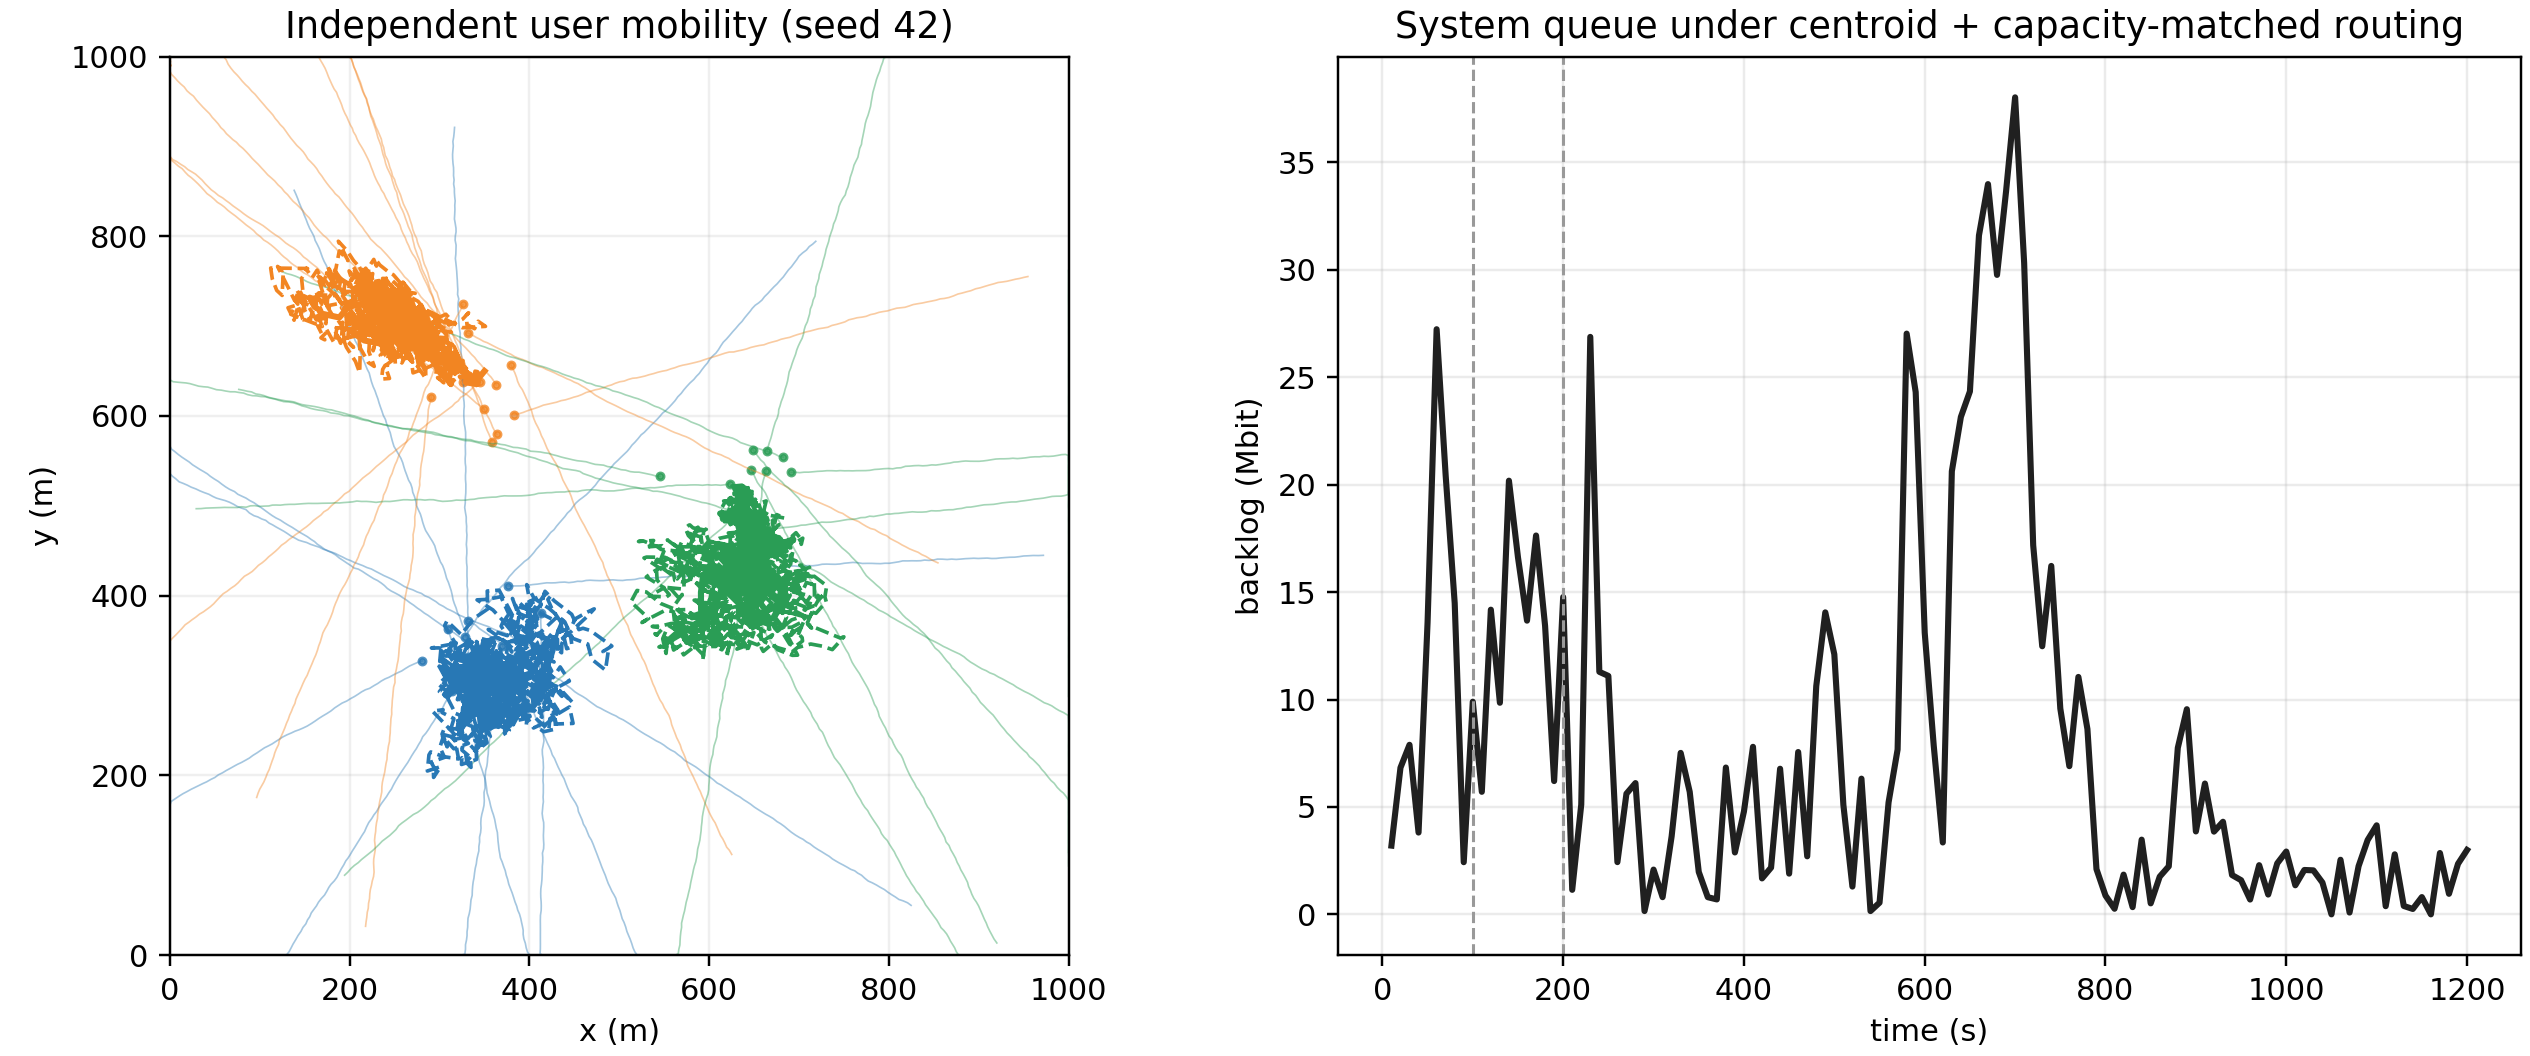 Independent user mobility (seed 42)
1000
800
600
400
200
0
y (m)
0 200 400 600 800 1000
x (m)
System queue under centroid + capacity-matched routing
35
30
25
20
15
10
5
0
backlog (Mbit)
0 200 400 600 800 1000 1200
time (s)